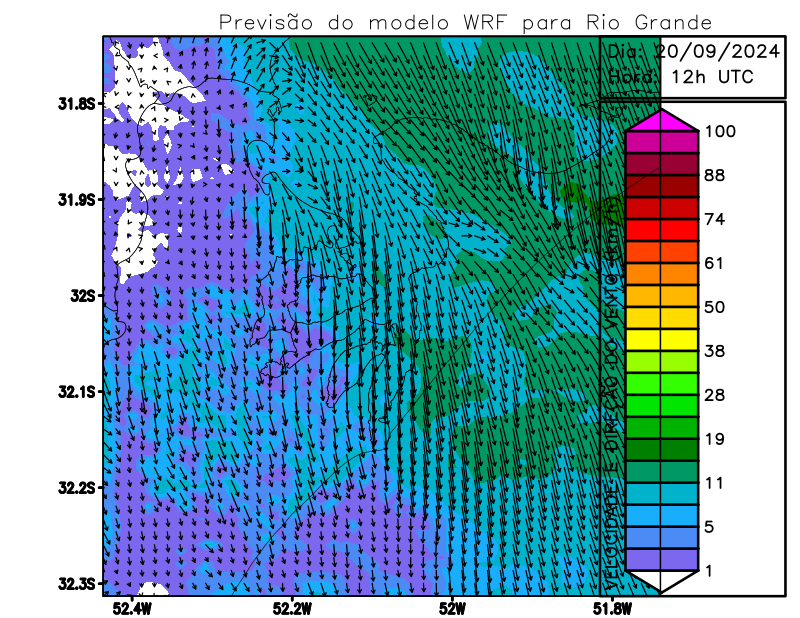 Previsão do modelo WRF para Rio Grande
Dia: 20/09/2024
Hora: 12h UTC
31.8S
31.9S
32S
32.1S
32.2S
32.3S
52.4W
52.2W
52W
51.8W
VELOCIDADE E DIREÇÃO DO VENTO (km/h)
100
88
74
61
50
38
28
19
11
5
1